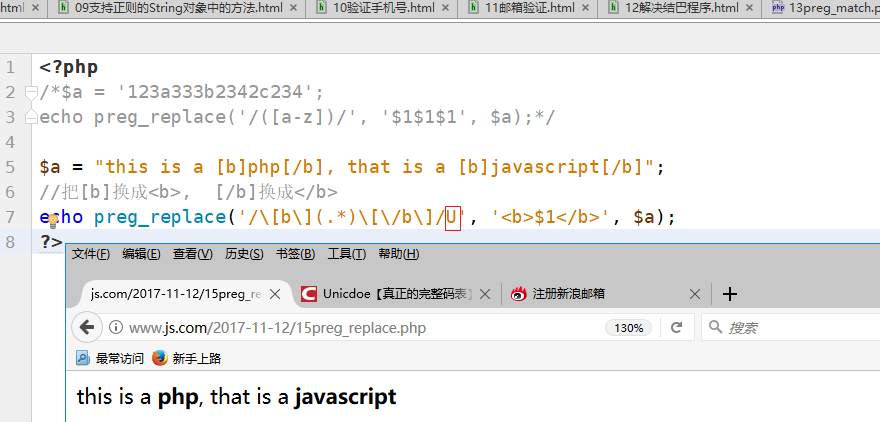 html
09支持正则的String对象中的方法.html
10验证手机号.html
11邮箱验证.html
12解决结巴程序.html
13preg_match.p
1 <?php
2 /*$a = '123a333b2342c234';
3 echo preg_replace('/([a-z])/', '$1$1$1', $a);*/
4
5 $a = "this is a [b]php[/b], that is a [b]javascript[/b]";
6 //把[b]换成<b>, [/b]换成</b>
7 echo preg_replace('/\[b\](.*)\[\/b\]/U', '<b>$1</b>', $a);
8 ?>
文件(F) 编辑(E) 查看(V) 历史(S) 书签(B) 工具(T) 帮助(H)
js.com/2017-11-12/15preg_re
Unicdoe【真正的完整码表】
注册新浪邮箱
www.js.com/2017-11-12/15preg_replace.php 130% 搜索
最常访问 新手上路
this is a php, that is a javascript